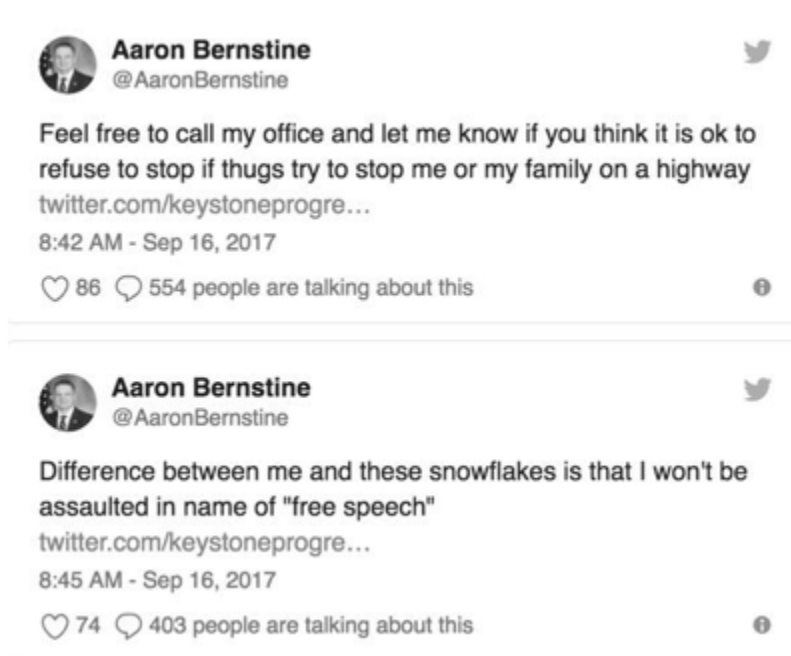 Aaron Bernstine
@AaronBernstine
Feel free to call my office and let me know if you think it is ok to
refuse to stop if thugs try to stop me or my family on a highway
twitter.com/keystoneprogre...
8:42 AM - Sep 16, 2017
86 554 people are talking about this
Aaron Bernstine
@AaronBernstine
Difference between me and these snowflakes is that I won't be
assaulted in name of "free speech"
twitter.com/keystoneprogre...
8:45 AM - Sep 16, 2017
74 403 people are talking about this